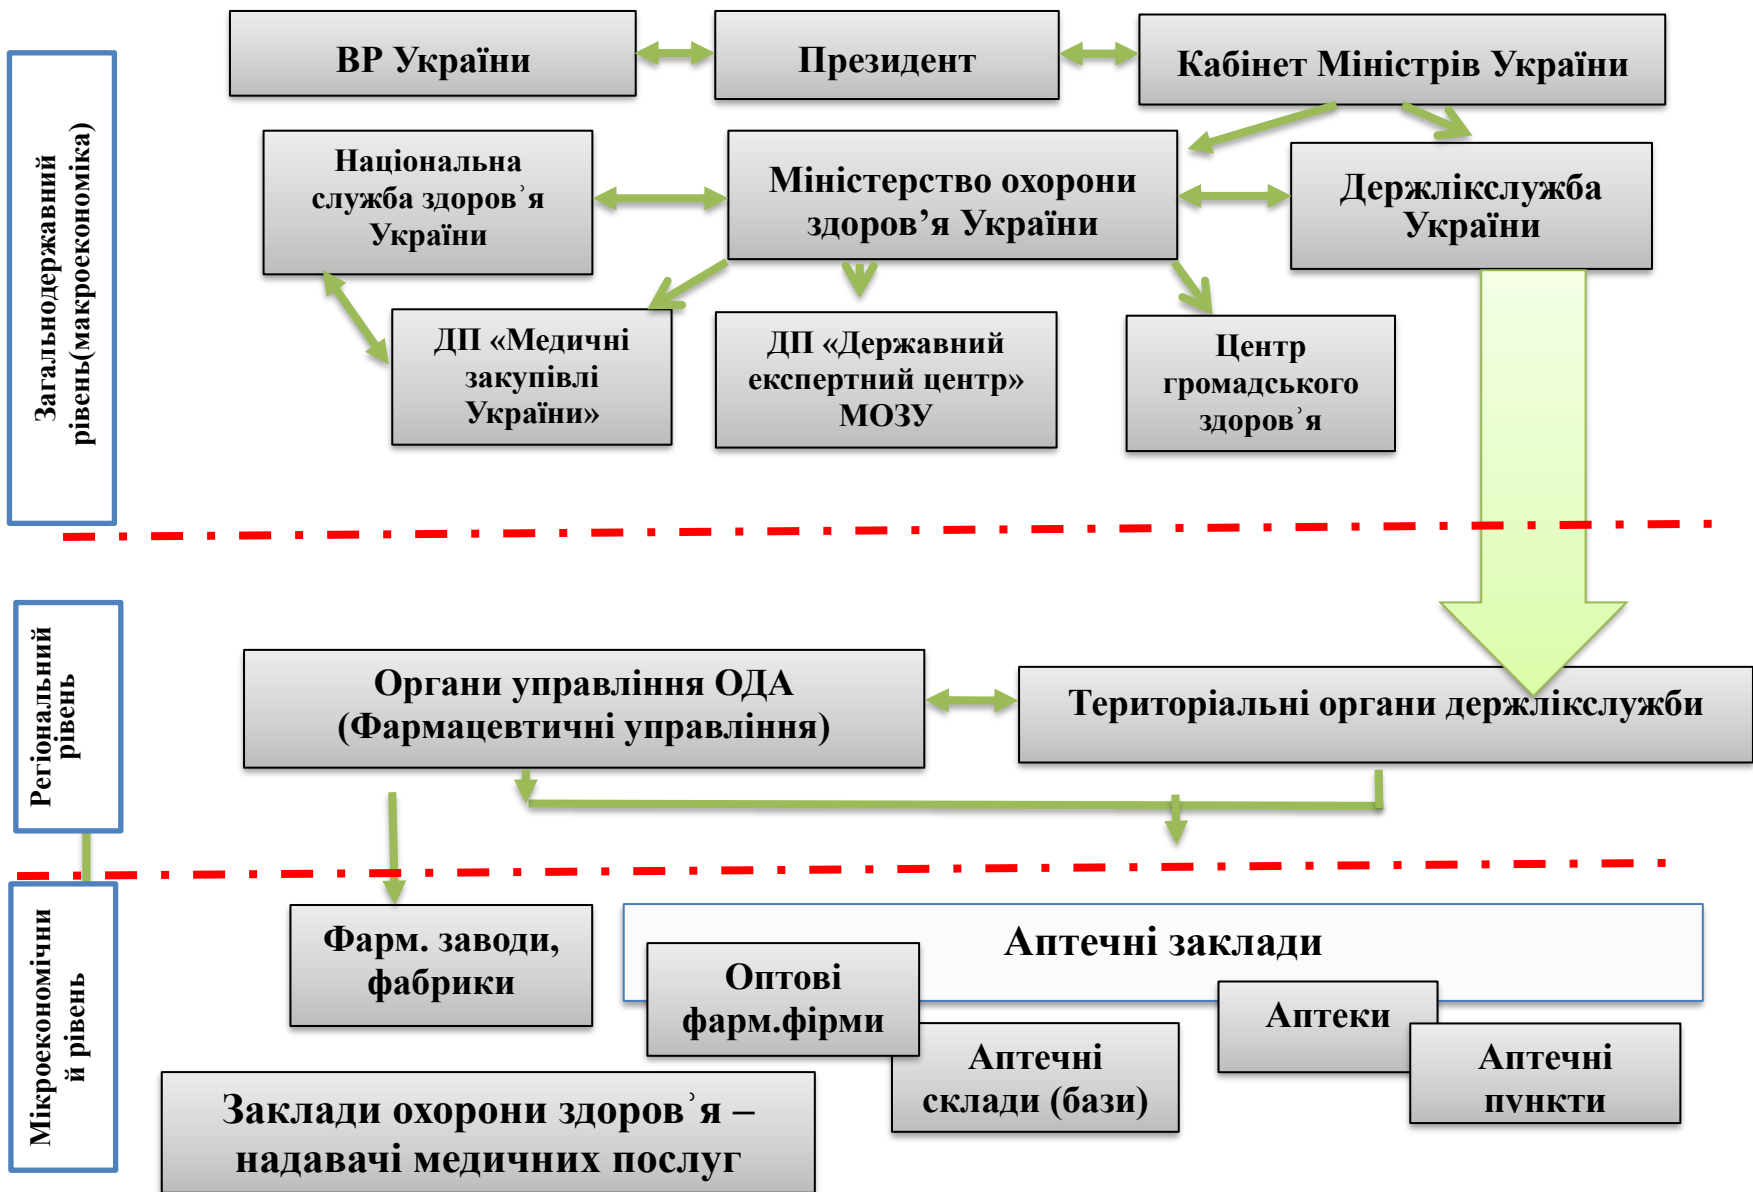 ВР України
Президент
Кабінет Міністрів України
Загальнодержавний
рівень(макроекономіка)
Національна
служба здоров᾽я
України
Міністерство охорони
здоров’я України
Держлікслужба
України
ДП «Медичні
закупівлі
України»
ДП «Державний
експертний центр»
МОЗУ
Центр
громадського
здоров᾽я
Регіональний
рівень
Органи управління ОДА
(Фармацевтичні управління)
Територіальні органи держлікслужби
Мікроекономічни
й рівень
Фарм. заводи,
фабрики
Аптечні заклади
Оптові
фарм.фірми
Аптечні
склади (бази)
Аптеки
Аптечні
пункти
Заклади охорони здоров᾽я –
надавачі медичних послуг